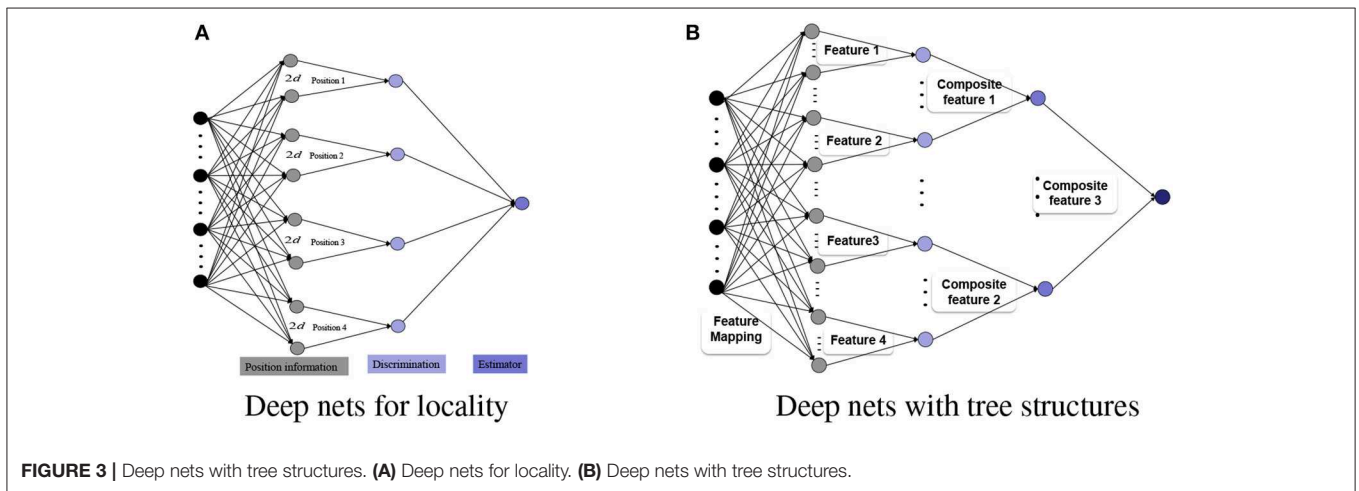 A
2d Position 1
2d Position 2
2d Position 3
2d Position 4
Position information
Discrimination
Estimator
Deep nets for locality
B
Feature 1
Feature 2
Feature3
Feature 4
Feature
Mapping
Composite
feature 1
Composite
feature 2
Composite
feature 3
Deep nets with tree structures
FIGURE 3 | Deep nets with tree structures. (A) Deep nets for locality. (B) Deep nets with tree structures.